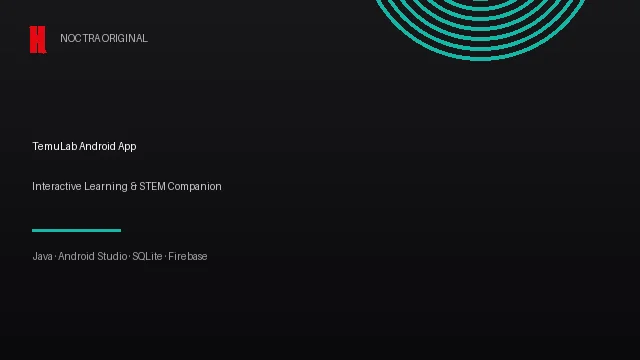 N
NOCTRA ORIGINAL
TemuLab Android App
Interactive Learning & STEM Companion
Java · Android Studio · SQLite · Firebase